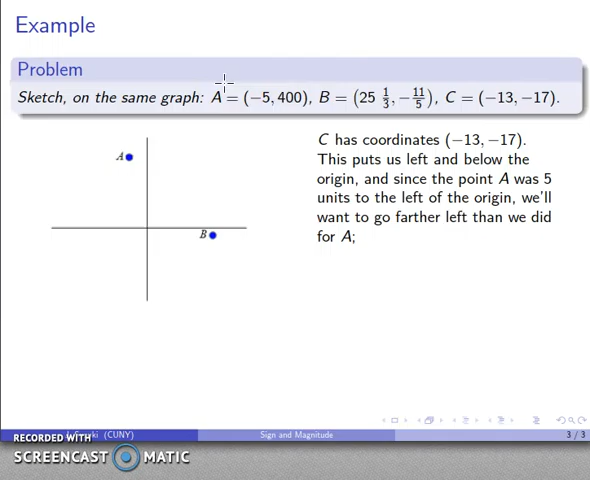 Example
Problem
Sketch, on the same graph: A = (−5, 400), B = (25 1/3, −11/5), C = (−13, −17).
C has coordinates (−13, −17).
This puts us left and below the
origin, and since the point A was 5
units to the left of the origin, we'll
want to go farther left than we did
for A;
A
B
(CUNY)
Sign and Magnitude
3 / 3
RECORDED WITH
SCREENCAST MATIC